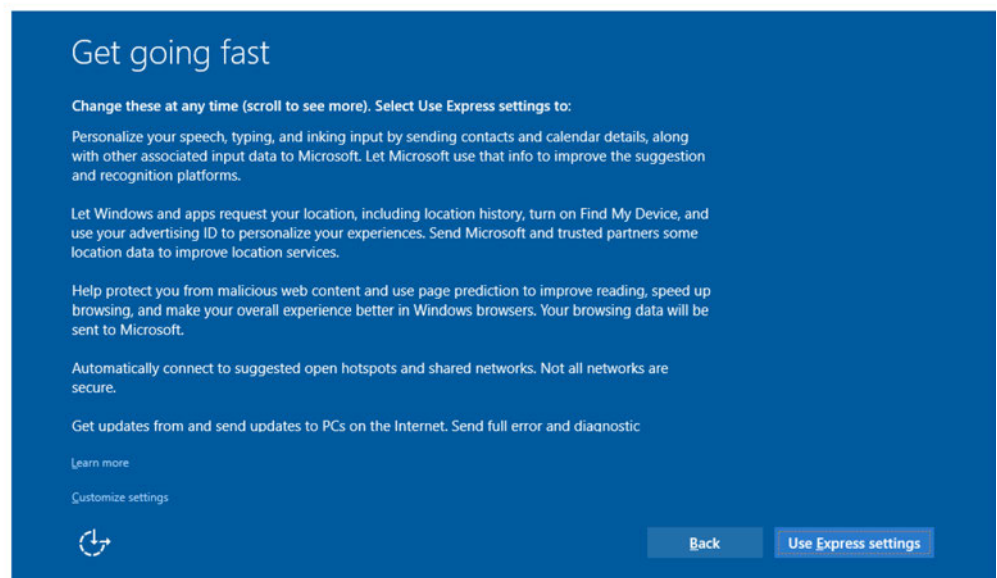 Get going fast
Change these at any time (scroll to see more). Select Use Express settings to:
Personalize your speech, typing, and inking input by sending contacts and calendar details, along
with other associated input data to Microsoft. Let Microsoft use that info to improve the suggestion
and recognition platforms.
Let Windows and apps request your location, including location history, turn on Find My Device, and
use your advertising ID to personalize your experiences. Send Microsoft and trusted partners some
location data to improve location services.
Help protect you from malicious web content and use page prediction to improve reading, speed up
browsing, and make your overall experience better in Windows browsers. Your browsing data will be
sent to Microsoft.
Automatically connect to suggested open hotspots and shared networks. Not all networks are
secure.
Get updates from and send updates to PCs on the Internet. Send full error and diagnostic
Learn more
Customize settings
Back
Use Express settings